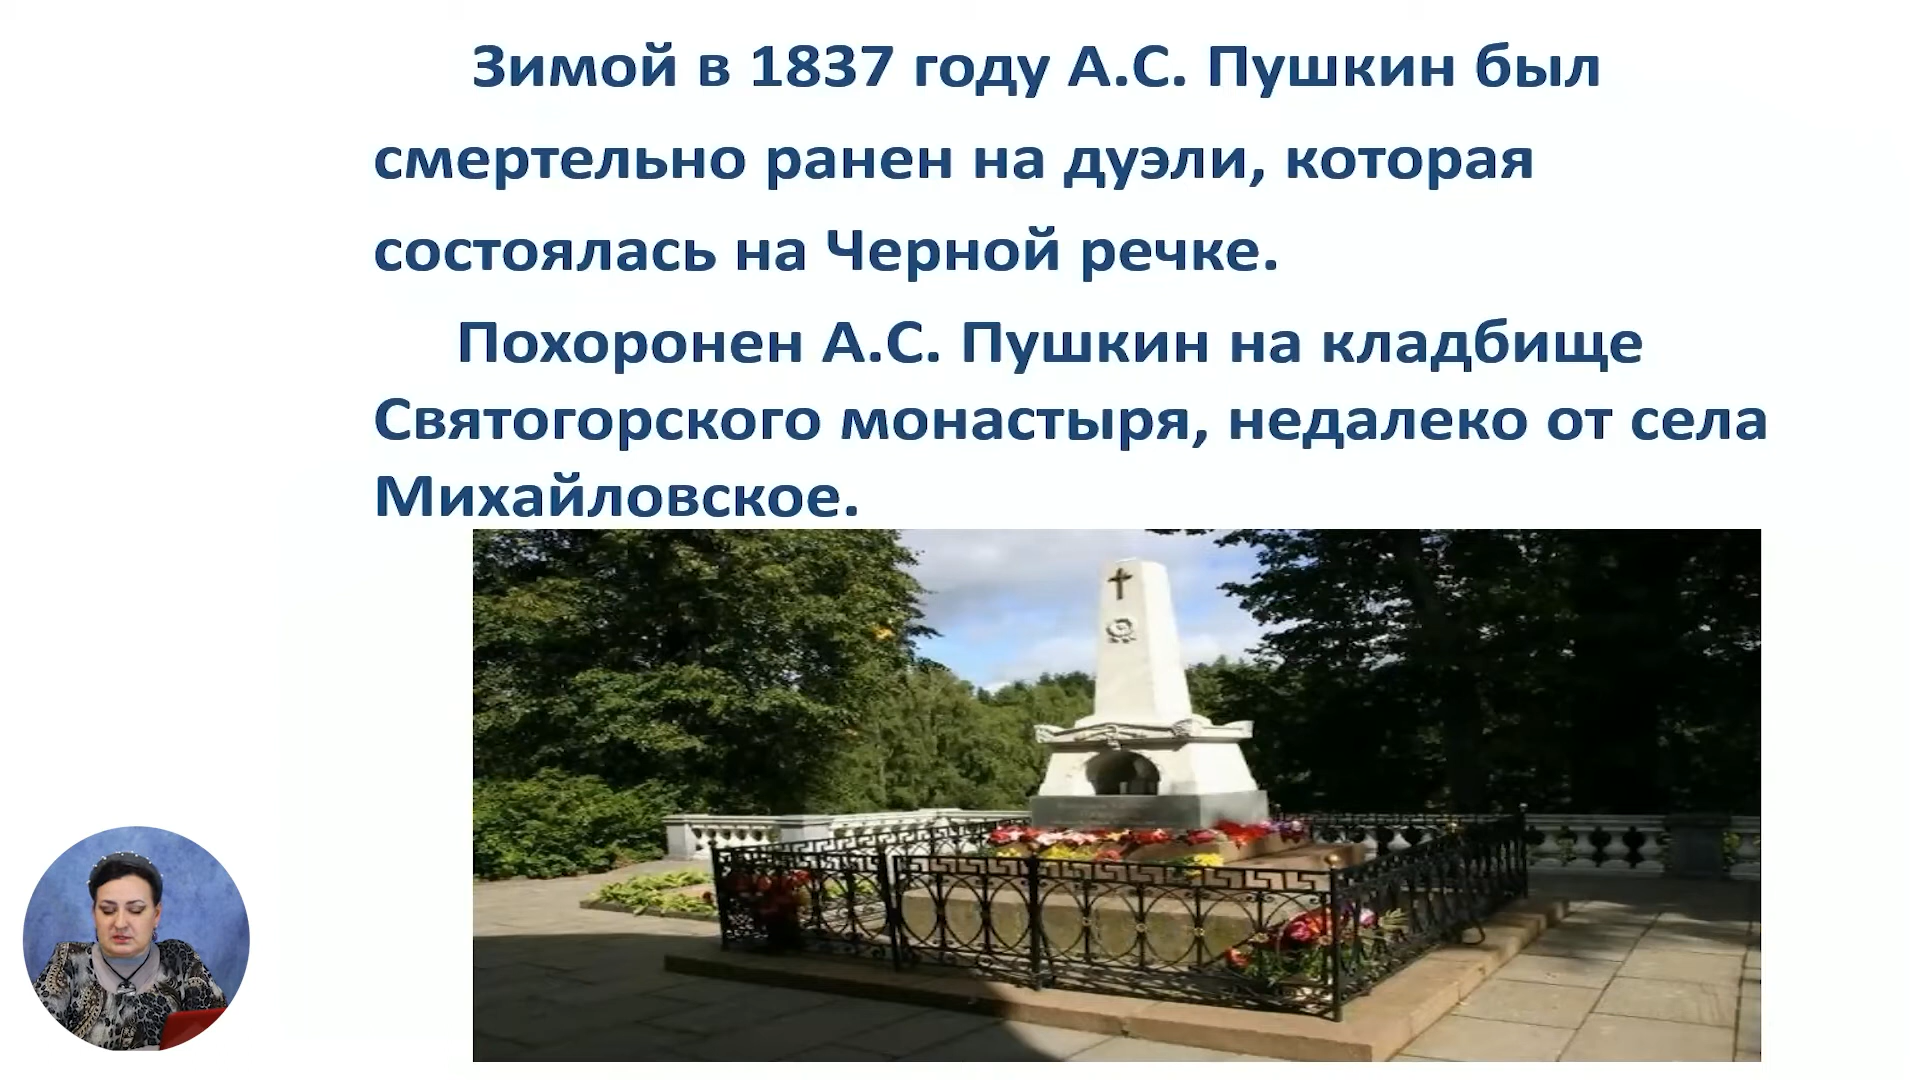 Зимой в 1837 году А.С. Пушкин был
смертельно ранен на дуэли, которая
состоялась на Черной речке.
Похоронен А.С. Пушкин на кладбище
Святогорского монастыря, недалеко от села
Михайловское.